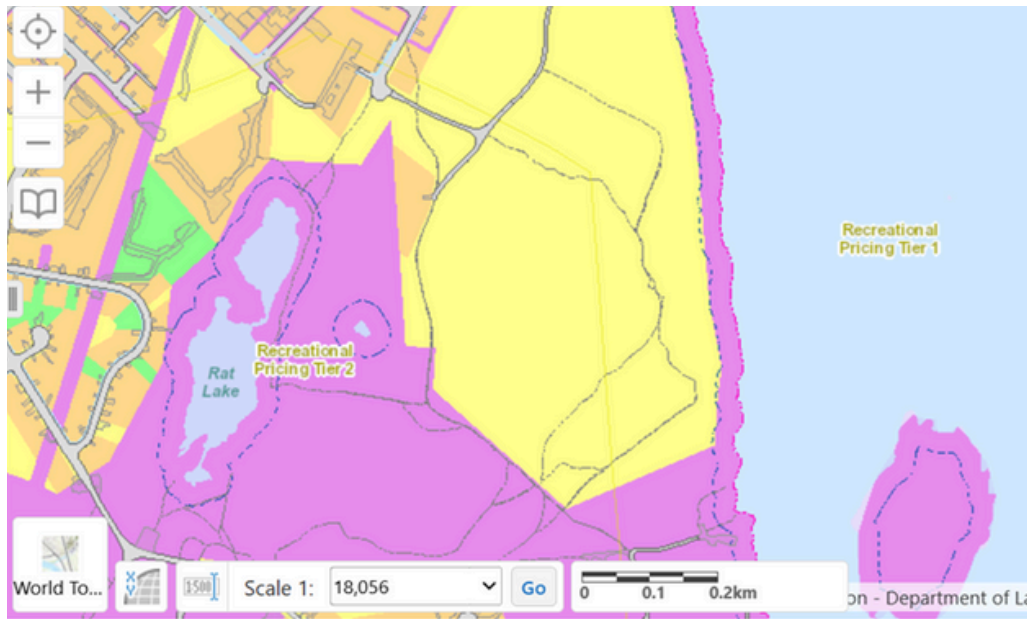 Recreational
Pricing Tier 1
Recreational
Pricing Tier 2
Rat
Lake
World To...
X
Y
1500
Scale 1:
18,056
Go
0 0.1 0.2km
on - Department of La